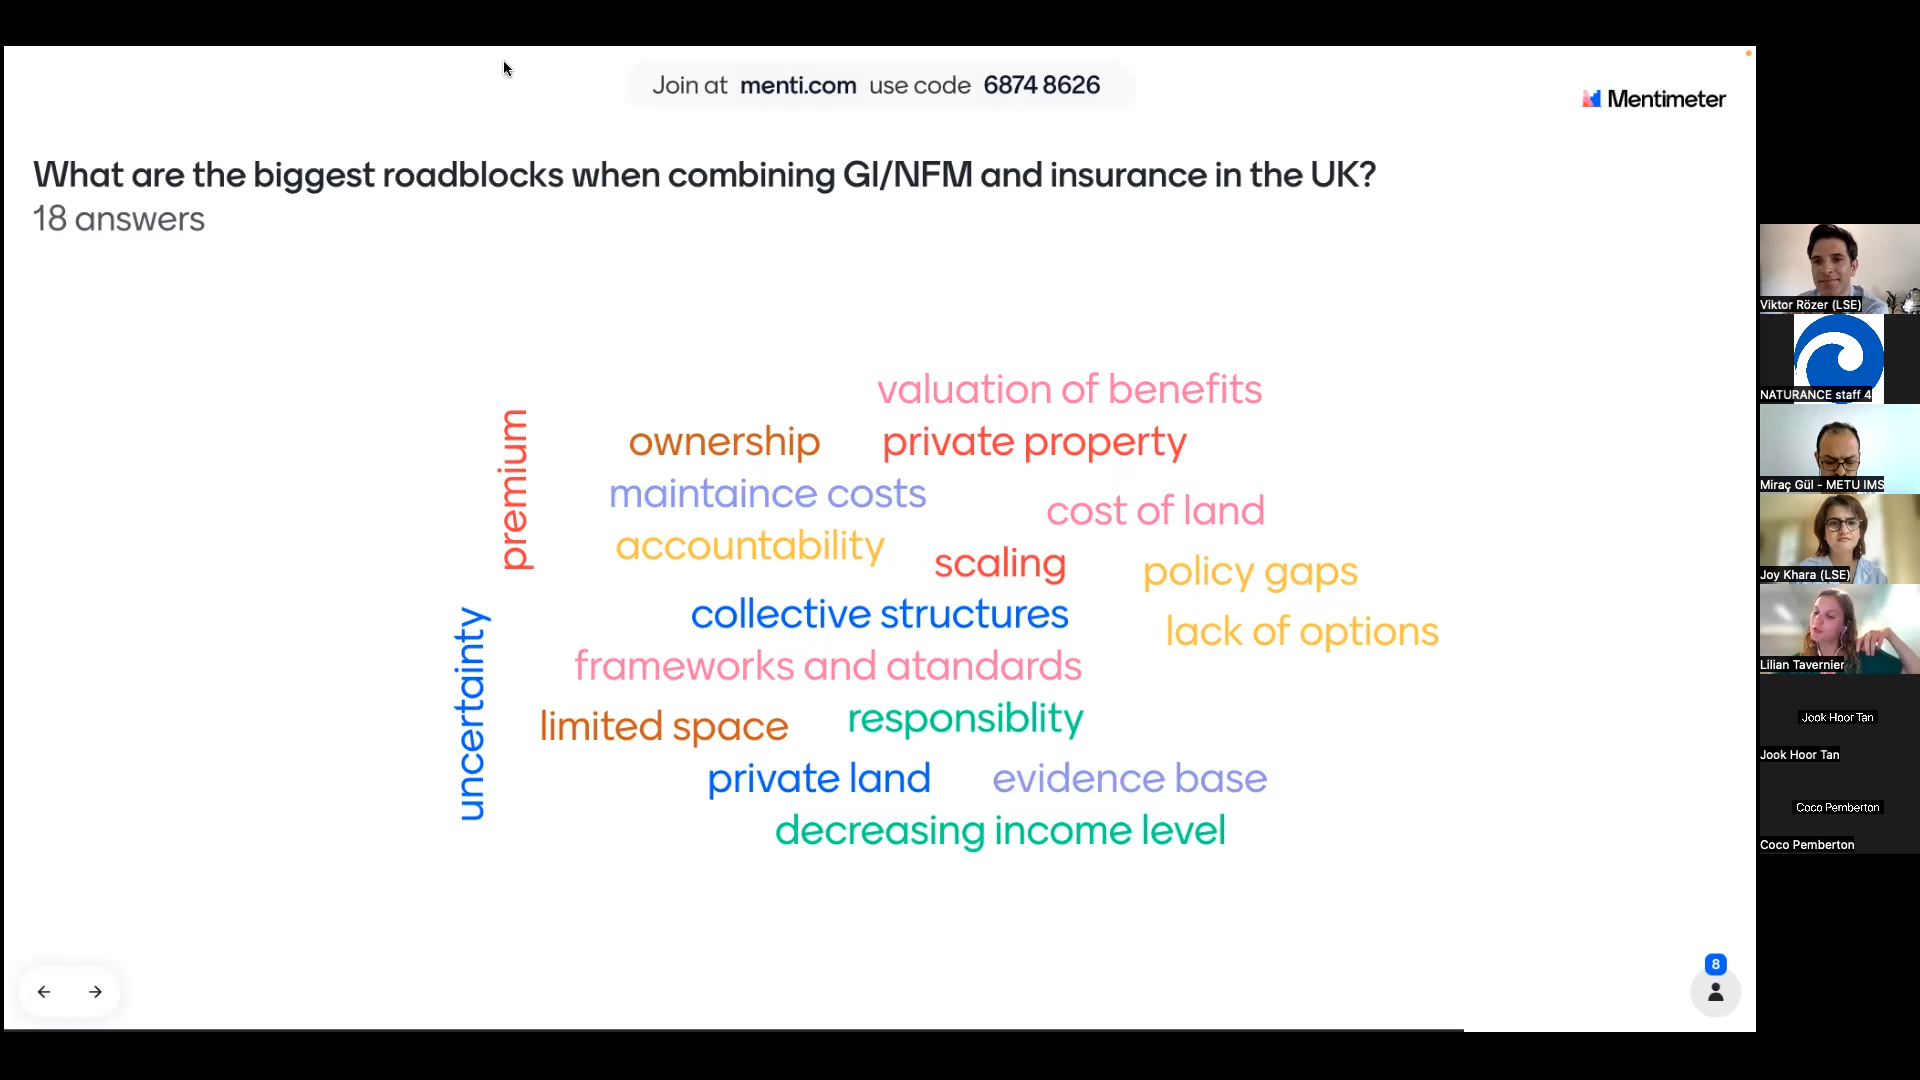 Join at menti.com use code 6874 8626
Mentimeter
What are the biggest roadblocks when combining GI/NFM and insurance in the UK?
18 answers
valuation of benefits
premium
ownership
private property
maintaince costs
cost of land
accountability
scaling
policy gaps
collective structures
lack of options
uncertainty
frameworks and atandards
limited space
responsiblity
private land
evidence base
decreasing income level
8
Viktor Rözer (LSE)
NATURANCE staff 4
Miraç Gül - METU IMS
Joy Khara (LSE)
Lilian Tavernier
Jook Hoor Tan
Jook Hoor Tan
Coco Pemberton
Coco Pemberton